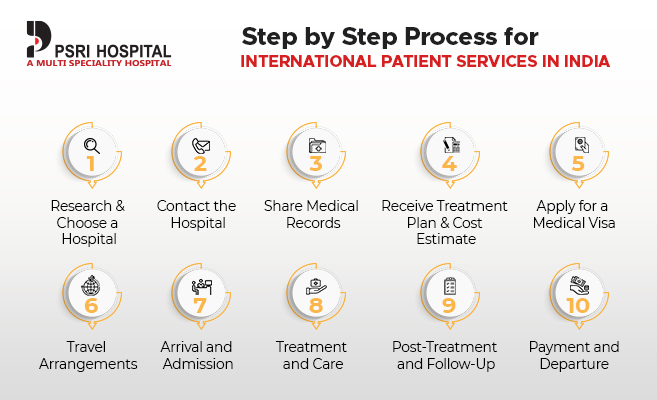 PSRI HOSPITAL
A MULTI SPECIALITY HOSPITAL
Step by Step Process for
INTERNATIONAL PATIENT SERVICES IN INDIA
1
Research &
Choose a
Hospital
2
Contact the
Hospital
3
Share Medical
Records
4
Receive Treatment
Plan & Cost
Estimate
5
Apply for a
Medical Visa
6
Travel
Arrangements
7
Arrival and
Admission
8
Treatment
and Care
9
Post-Treatment
and Follow-Up
10
Payment and
Departure